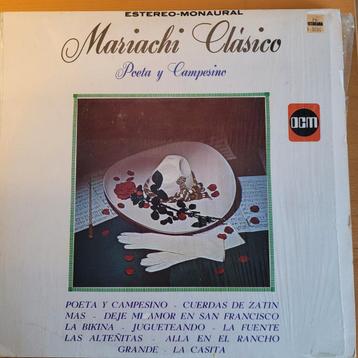 ESTEREO-MONAURAL
Mariachi Clásico
Poeta y Campesino
DCM
POETA Y CAMPESINO - CUERDAS DE ZATIN
MAS - DEJE MI AMOR EN SAN FRANCISCO
LA BIKINA - JUGUETEANDO - LA FUENTE
LAS ALTEÑITAS - ALLA EN EL RANCHO
GRANDE - LA CASITA